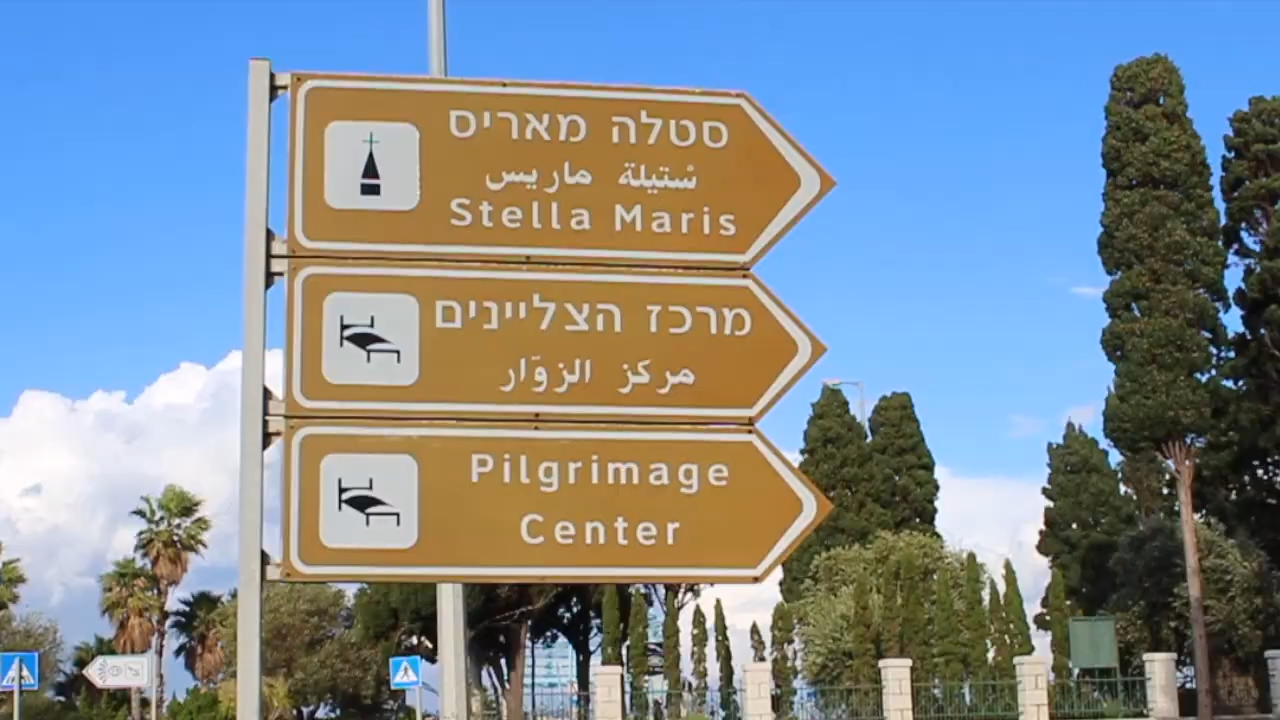 סטלה מאריס
ستيلة ماريس
Stella Maris
מרכז הצליינים
مركز الزوّار
Pilgrimage
Center